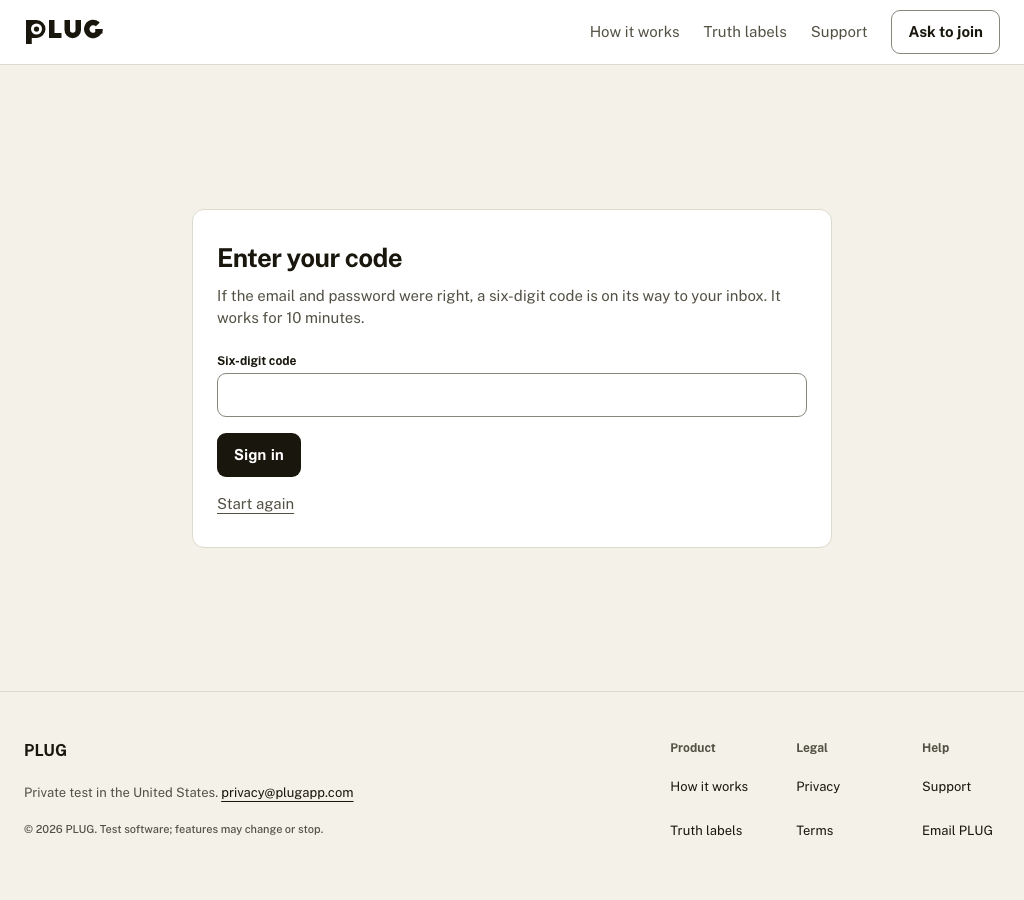 PLUG
How it works
Truth labels
Support
Ask to join
Enter your code
If the email and password were right, a six-digit code is on its way to your inbox. It
works for 10 minutes.
Six-digit code
Sign in
Start again
PLUG
Private test in the United States. privacy@plugapp.com
© 2026 PLUG. Test software; features may change or stop.
Product
How it works
Truth labels
Legal
Privacy
Terms
Help
Support
Email PLUG